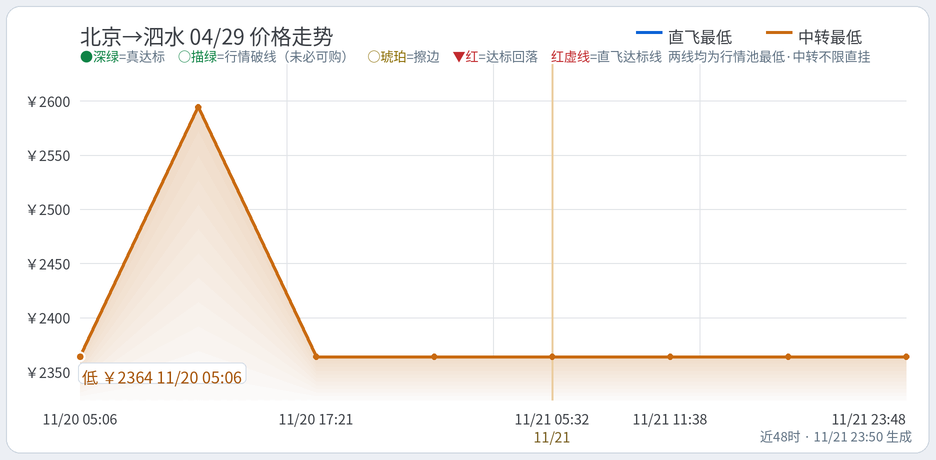 北京→泗水 04/29 价格走势
直飞最低 中转最低
●深绿=真达标 ○描绿=行情破线（未必可购） ○琥珀=擦边 ▼红=达标回落 红虚线=直飞达标线 两线均为行情池最低·中转不限直挂
￥2600
￥2550
￥2500
￥2450
￥2400
￥2350
低 ￥2364 11/20 05:06
11/20 05:06 11/20 17:21 11/21 05:32 11/21 11:38 11/21 23:48
11/21
近48时 · 11/21 23:50 生成